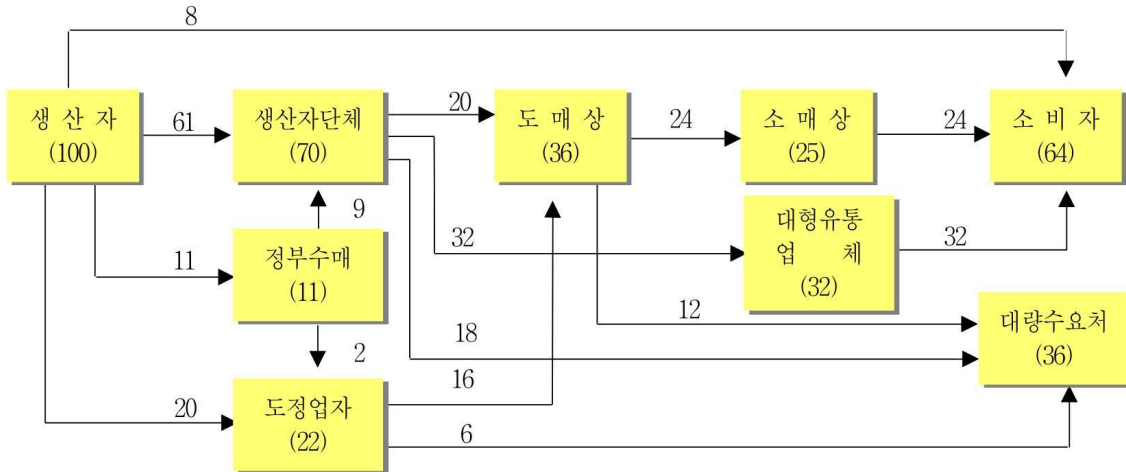 8
생 산 자
(100)
61
생산자단체
(70)
20
도 매 상
(36)
24
소 매 상
(25)
24
소 비 자
(64)
9
11
정부수매
(11)
32
대형유통
업 체
(32)
32
12
대량수요처
(36)
2
18
16
20
도정업자
(22)
6